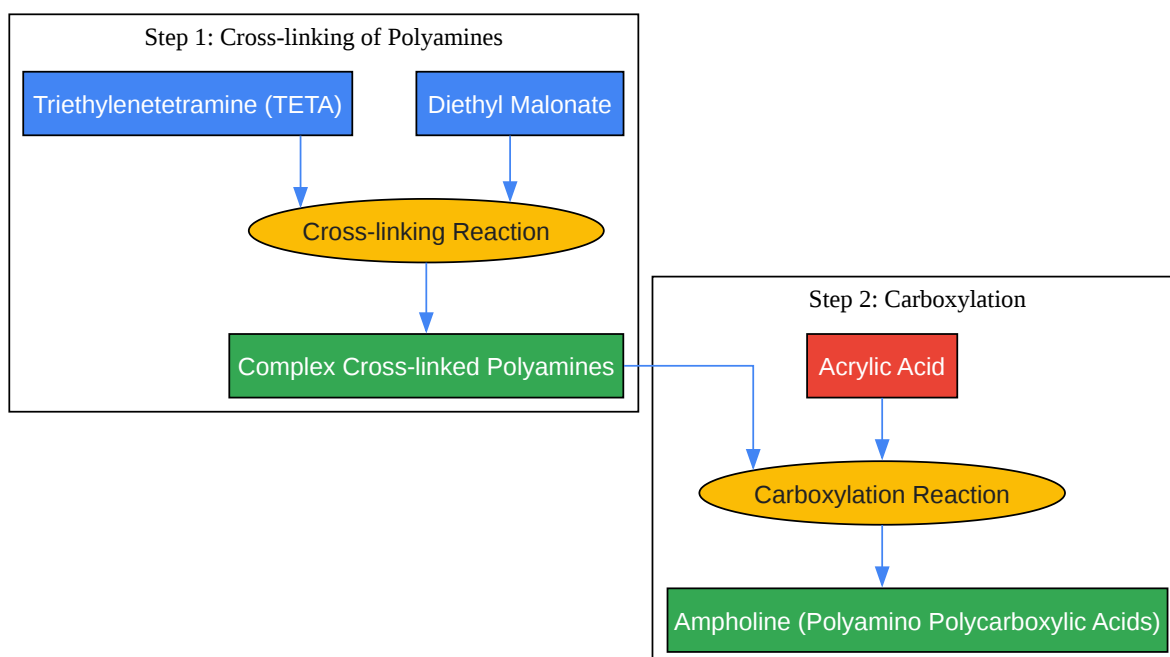 Step 1: Cross-linking of Polyamines
Triethylenetetramine (TETA)
Diethyl Malonate
Cross-linking Reaction
Complex Cross-linked Polyamines
Step 2: Carboxylation
Acrylic Acid
Carboxylation Reaction
Ampholine (Polyamino Polycarboxylic Acids)